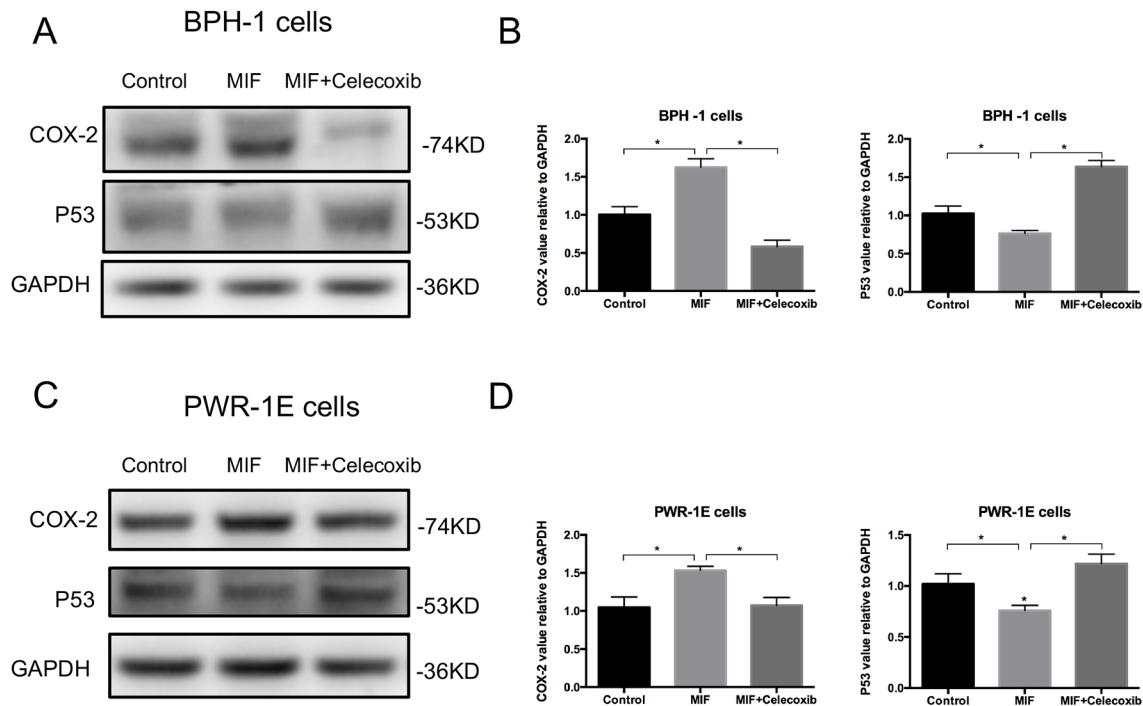 A
BPH-1 cells
Control MIF MIF+Celecoxib
COX-2
-74KD
P53
-53KD
GAPDH
-36KD
B
BPH -1 cells
COX-2 value relative to GAPDH
2.0
1.5
1.0
0.5
0.0
* *
Control MIF MIF+Celecoxib
BPH -1 cells
P53 value relative to GAPDH
2.0
1.5
1.0
0.5
0.0
* *
Control MIF MIF+Celecoxib
C
PWR-1E cells
Control MIF MIF+Celecoxib
COX-2
-74KD
P53
-53KD
GAPDH
-36KD
D
PWR-1E cells
COX-2 value relative to GAPDH
2.0
1.5
1.0
0.5
0.0
* *
Control MIF MIF+Celecoxib
PWR-1E cells
P53 value relative to GAPDH
1.5
1.0
0.5
0.0
* *
*
Control MIF MIF+Celecoxib